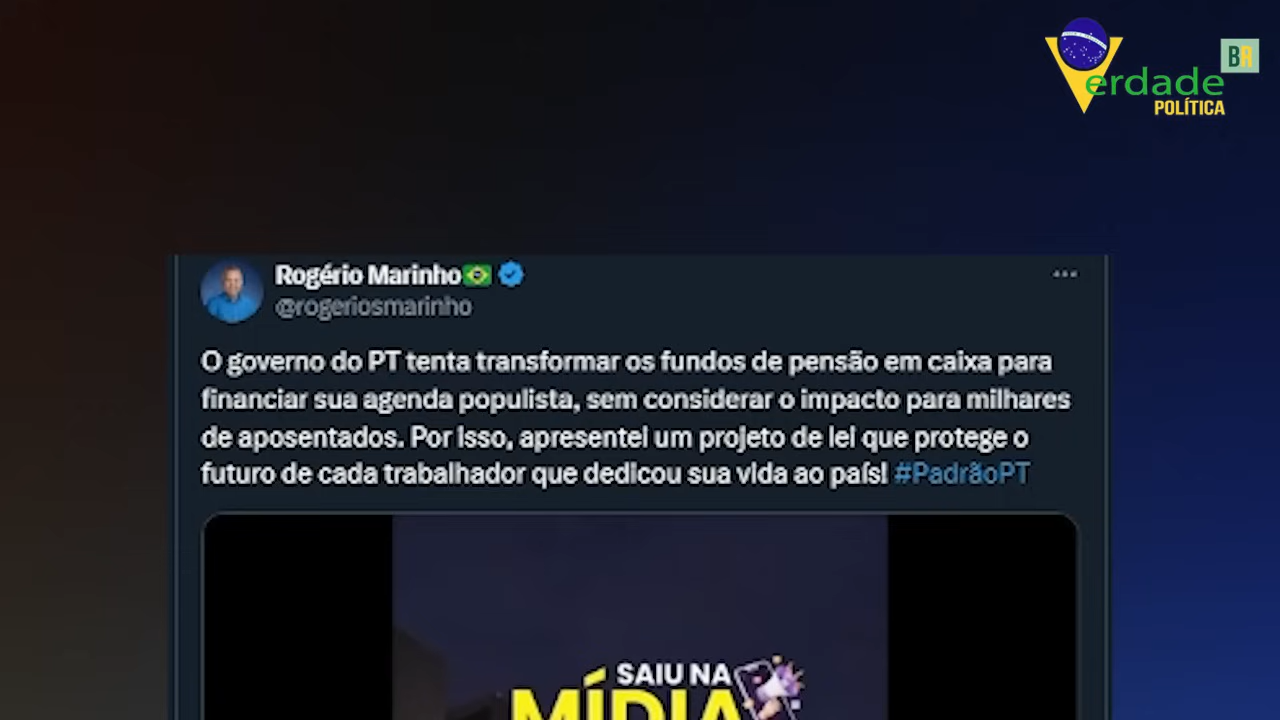 erdade
BR
POLÍTICA
Rogério Marinho
@rogeriosmarinho
O governo do PT tenta transformar os fundos de pensão em caixa para
financiar sua agenda populista, sem considerar o impacto para milhares
de aposentados. Por isso, apresentei um projeto de lei que protege o
futuro de cada trabalhador que dedicou sua vida ao país! #PadrãoPT
SAIU NA
MÍDIA